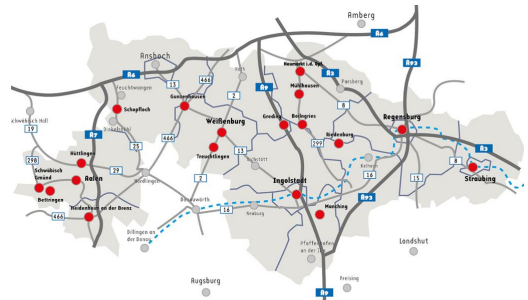 Amberg
A6
Ansbach
A6
466
Roth
Neumarkt i.d. Opf.
A3
A93
Feuchtwangen
13
A9
Parsberg
Mühlhausen
2
Gunzenhausen
8
Schopfloch
Schwäbisch Hall
Regensburg
Weißenburg
Greding
Beilngries
Dinkelsbühl
19
A7
466
Riedenburg
25
299
A3
Hüttlingen
Treuchtlingen
13
298
Eichstätt
Kelheim
8
29
Schwäbisch
Gmünd
Aalen
Nördlingen
2
16
15
Straubing
Bettringen
Ingolstadt
Donauwörth
A93
466
Heidenheim an der Brenz
16
Neuburg
Manching
Dillingen an
der Donau
Pfaffenhofen
an der Ilm
Landshut
Augsburg
Freising
A9